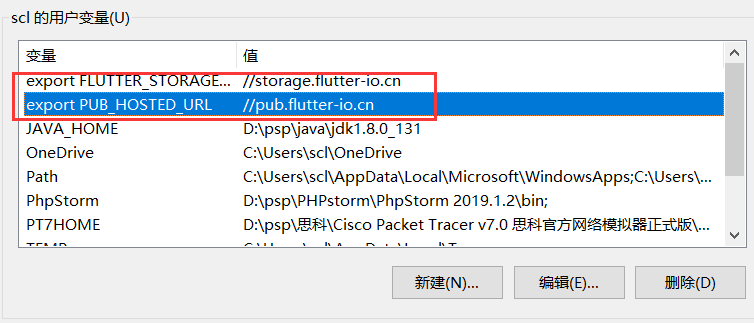 scl 的用户变量(U)
变量 值
export FLUTTER_STORAGE... //storage.flutter-io.cn
export PUB_HOSTED_URL //pub.flutter-io.cn
JAVA_HOME D:\psp\java\jdk1.8.0_131
OneDrive C:\Users\scl\OneDrive
Path C:\Users\scl\AppData\Local\Microsoft\WindowsApps;C:\Users\...
PhpStorm D:\psp\PHPstorm\PhpStorm 2019.1.2\bin;
PT7HOME D:\psp\思科\Cisco Packet Tracer v7.0 思科官方网络模拟器正式版\...
新建(N)... 编辑(E)... 删除(D)